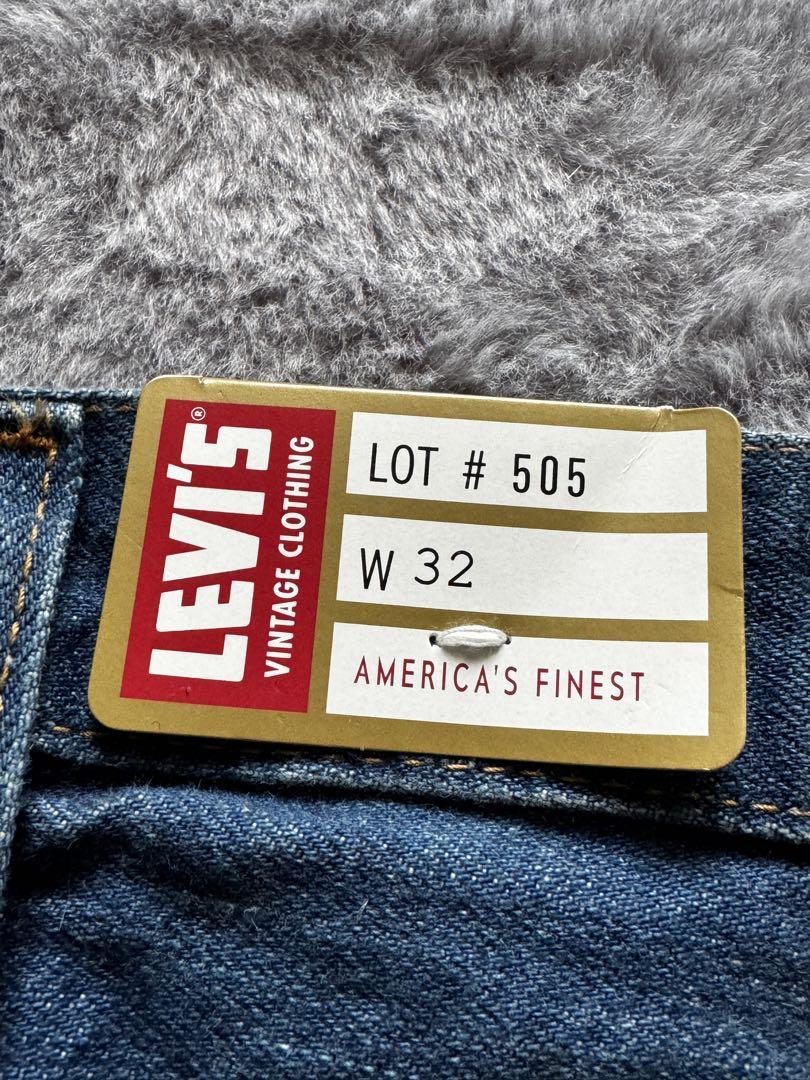 LEVI'S®
VINTAGE CLOTHING
LOT # 505
W 32
AMERICA'S FINEST